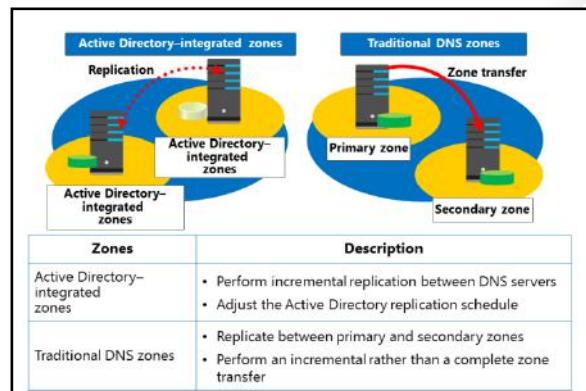 Active Directory–integrated zones
Traditional DNS zones
Replication
Zone transfer
Active Directory–
integrated
zones
Active Directory–
integrated
zones
Primary zone
Secondary zone
Zones
Description
Active Directory–
integrated
zones
• Perform incremental replication between DNS servers
• Adjust the Active Directory replication schedule
Traditional DNS zones
• Replicate between primary and secondary zones
• Perform an incremental rather than a complete zone
transfer